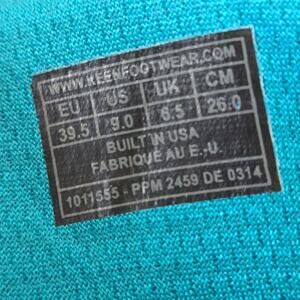 WWW.KEENFOOTWEAR.COM
EU US UK CM
39.5 9.0 6.5 26.0
BUILT IN USA
FABRIQUÉ AU E.-U.
1011555 - PPM 2459 DE 0314